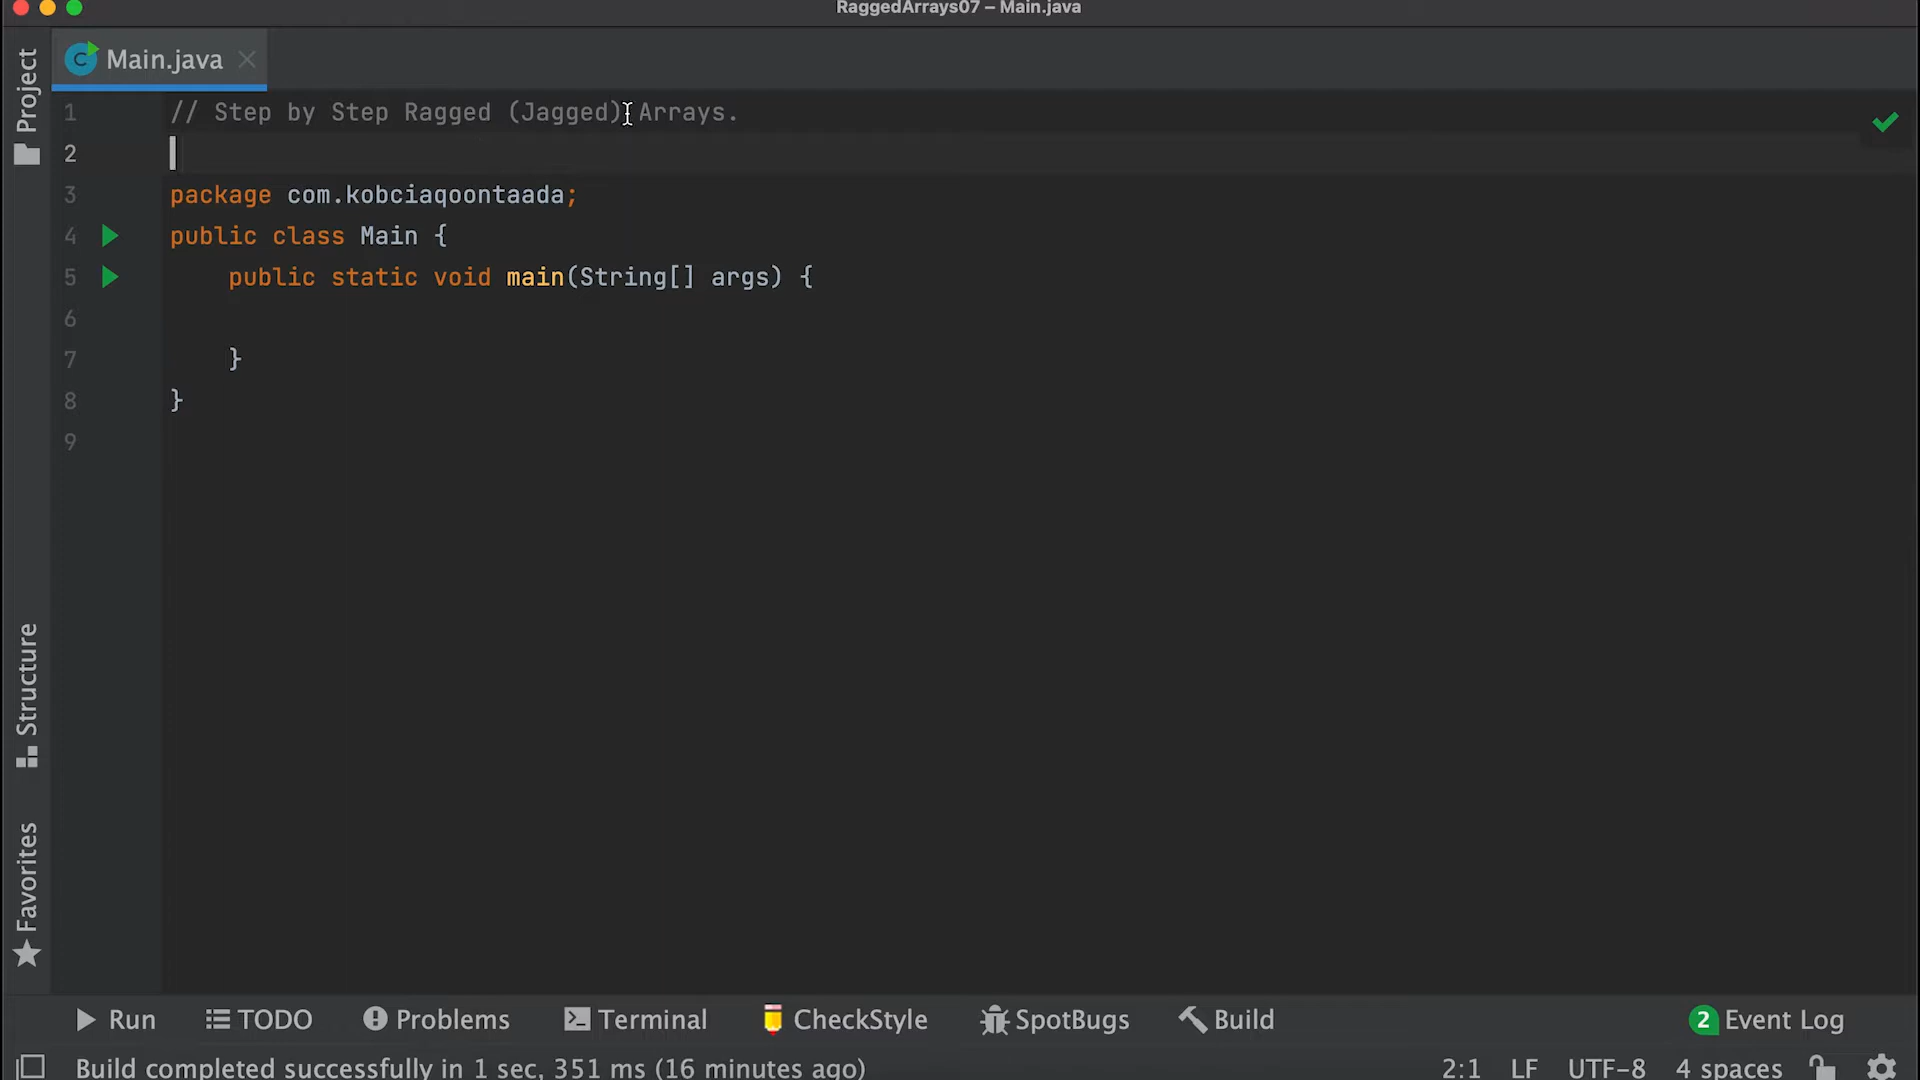 RaggedArrays07 – Main.java
Project
Main.java
1 // Step by Step Ragged (Jagged) Arrays.
2
3 package com.kobciaqoontaada;
4 public class Main {
5 public static void main(String[] args) {
6
7 }
8 }
9
Structure
Favorites
Run TODO Problems Terminal CheckStyle SpotBugs Build 2 Event Log
Build completed successfully in 1 sec, 351 ms (16 minutes ago) 2:1 LF UTF-8 4 spaces